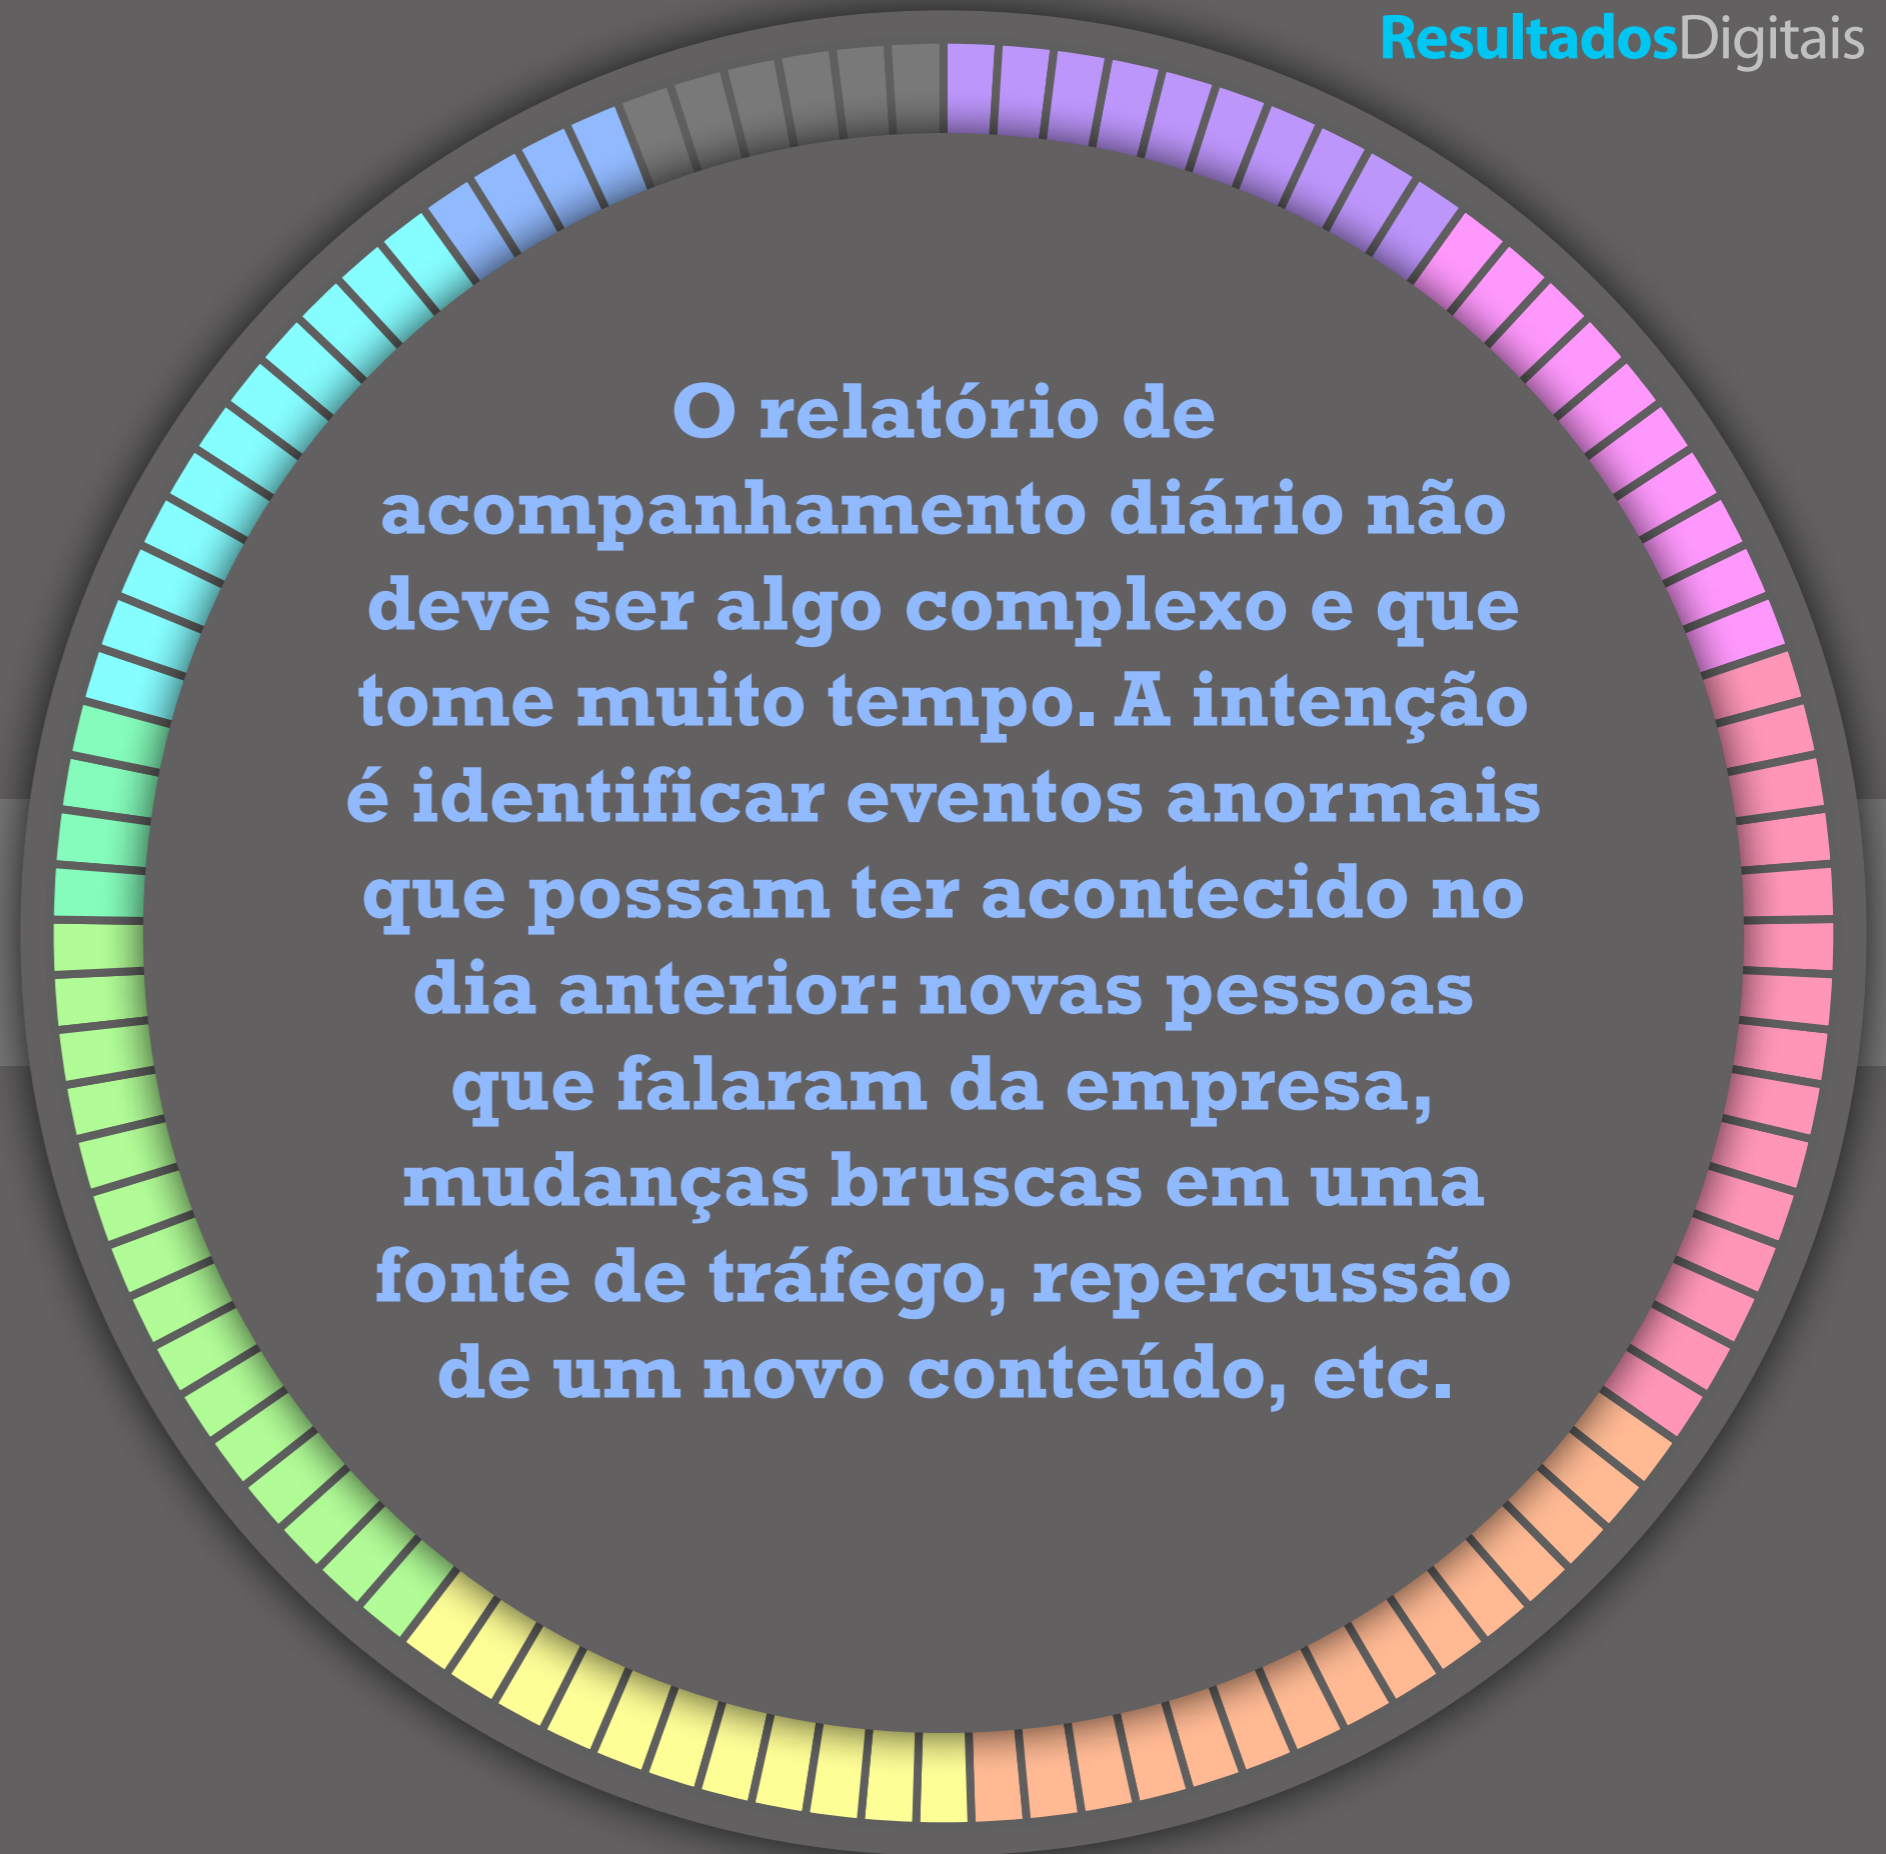 ResultadosDigitais
O relatório de
acompanhamento diário não
deve ser algo complexo e que
tome muito tempo. A intenção
é identificar eventos anormais
que possam ter acontecido no
dia anterior: novas pessoas
que falaram da empresa,
mudanças bruscas em uma
fonte de tráfego, repercussão
de um novo conteúdo, etc.